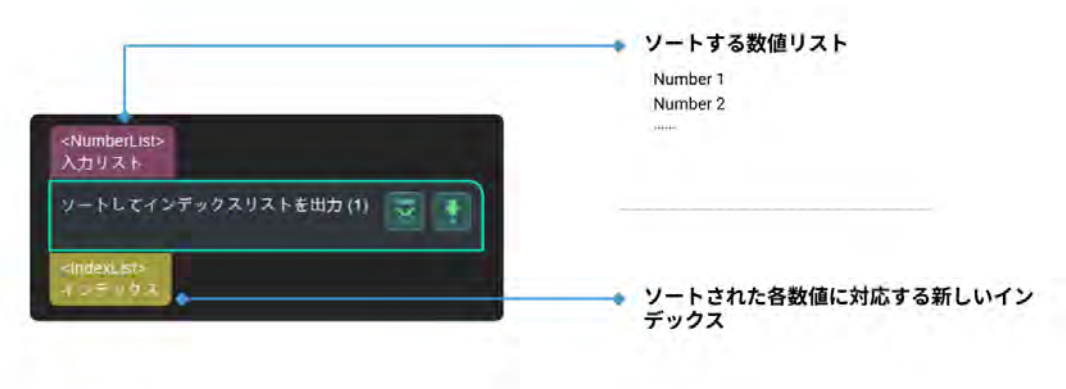 ソートする数値リスト
Number 1
Number 2
......
<NumberList>
入力リスト
ソートしてインデックスリストを出力 (1)
<IndexList>
インデックス
ソートされた各数値に対応する新しいイン
デックス